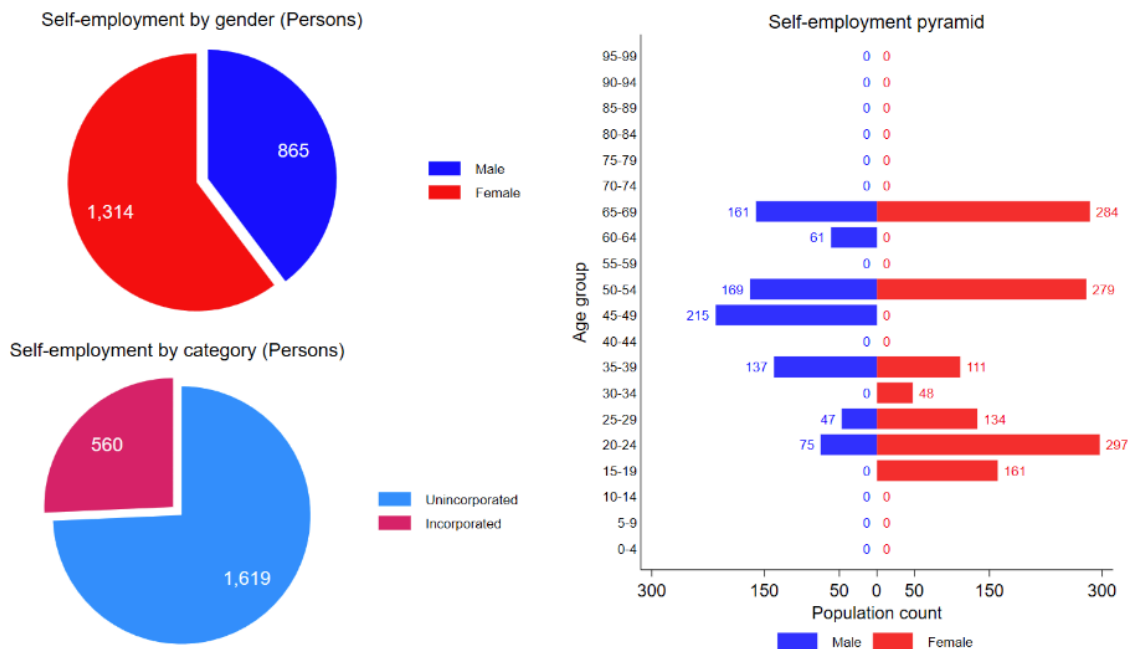 Self-employment by gender (Persons)
865
1,314
Male
Female
Self-employment by category (Persons)
560
1,619
Unincorporated
Incorporated
Self-employment pyramid
Age group
95-99 0 0
90-94 0 0
85-89 0 0
80-84 0 0
75-79 0 0
70-74 0 0
65-69 161 284
60-64 61 0
55-59 0 0
50-54 169 279
45-49 215 0
40-44 0 0
35-39 137 111
30-34 0 48
25-29 47 134
20-24 75 297
15-19 0 161
10-14 0 0
5-9 0 0
0-4 0 0
300 150 50 0 50 150 300
Population count
Male Female